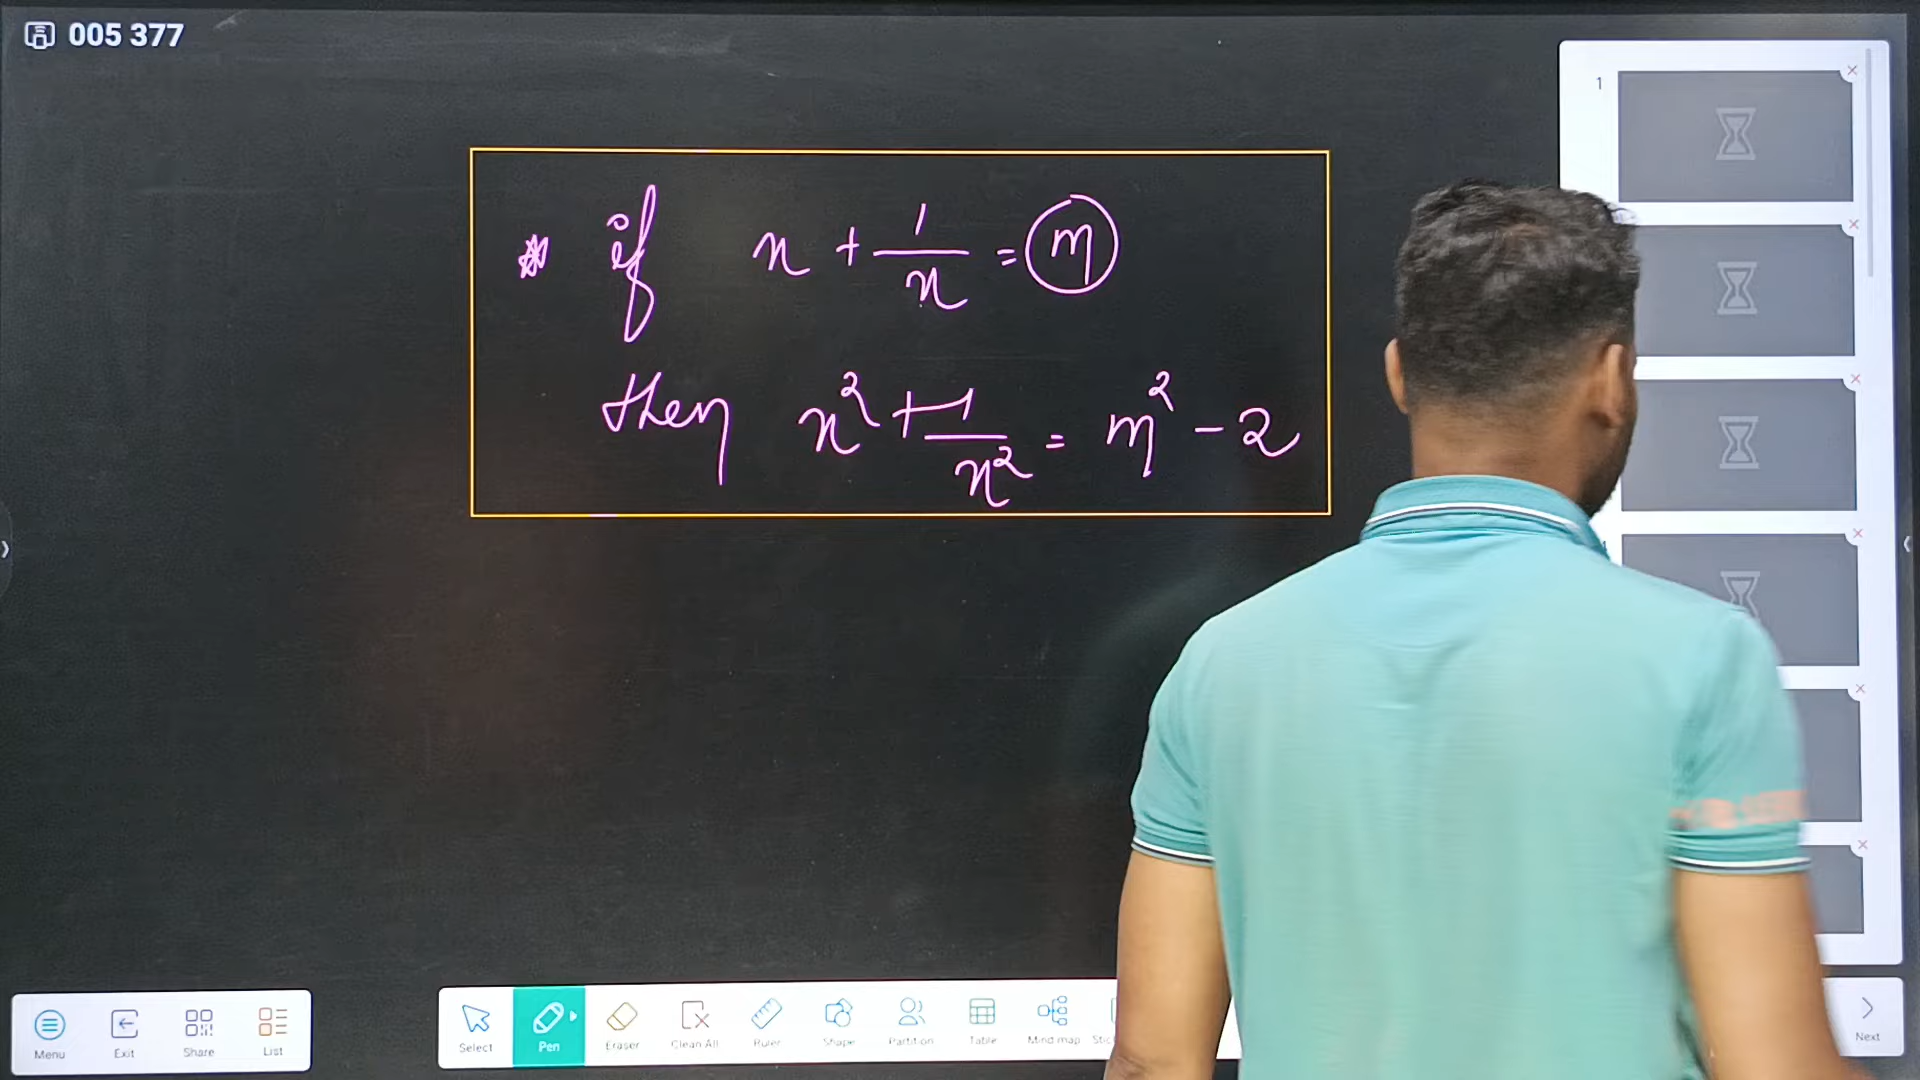 005 377
1
* if x + 1/x = m
then x² + 1/x² = m² - 2
Menu Exit Share List
Select Pen Eraser Clean All Ruler Shape Partition Table Mind map
Next